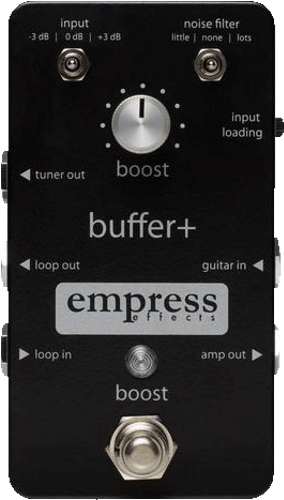 input
-3 dB | 0 dB | +3 dB
noise filter
little | none | lots
input
loading
boost
tuner out
buffer+
loop out
guitar in
empress
effects
loop in
amp out
boost